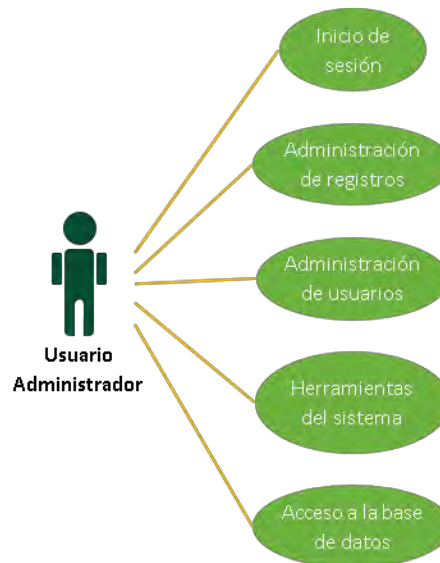 Inicio de
sesión
Administración
de registros
Administración
de usuarios
Usuario
Administrador
Herramientas
del sistema
Acceso a la base
de datos